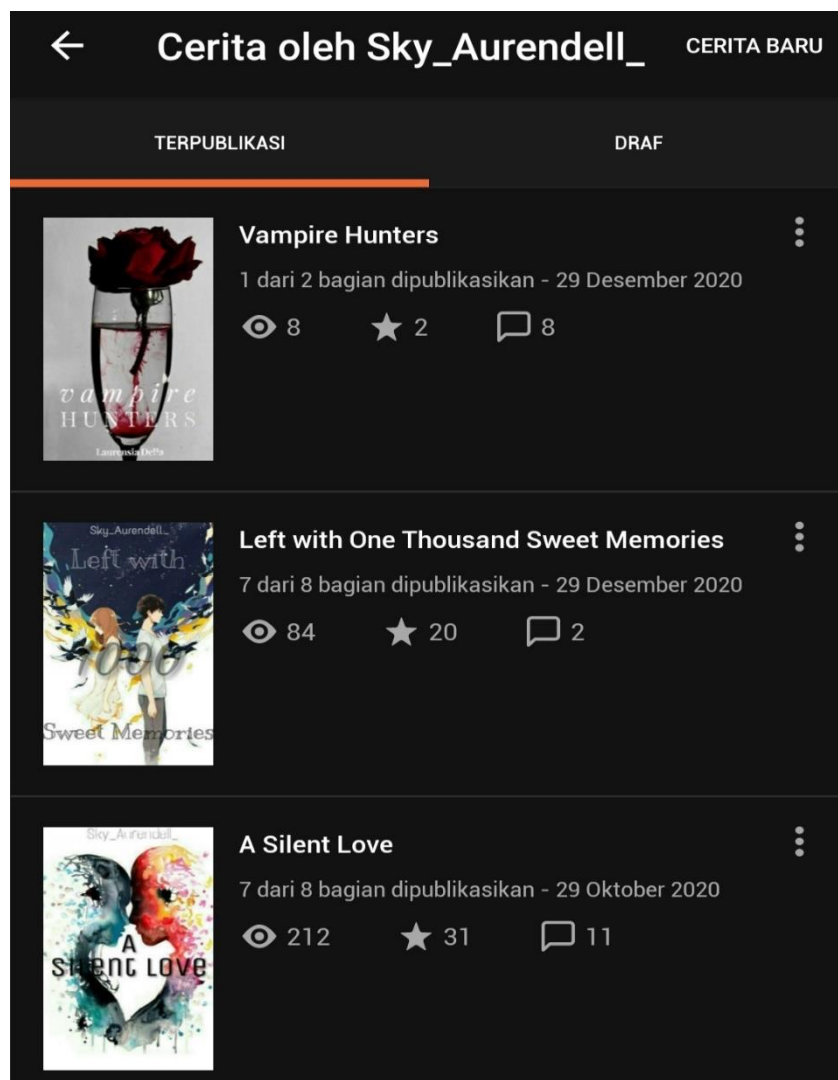 Cerita oleh Sky_Aurendell_ CERITA BARU
TERPUBLIKASI DRAF
Vampire Hunters
1 dari 2 bagian dipublikasikan - 29 Desember 2020
8 2 8
vampire
HUNTERS
Laurensia DePa
Left with One Thousand Sweet Memories
7 dari 8 bagian dipublikasikan - 29 Desember 2020
84 20 2
Sky_Aurendell_
Left with
1000
Sweet Memories
A Silent Love
7 dari 8 bagian dipublikasikan - 29 Oktober 2020
212 31 11
Sky_Aurendell_
A
SILENT LOVE